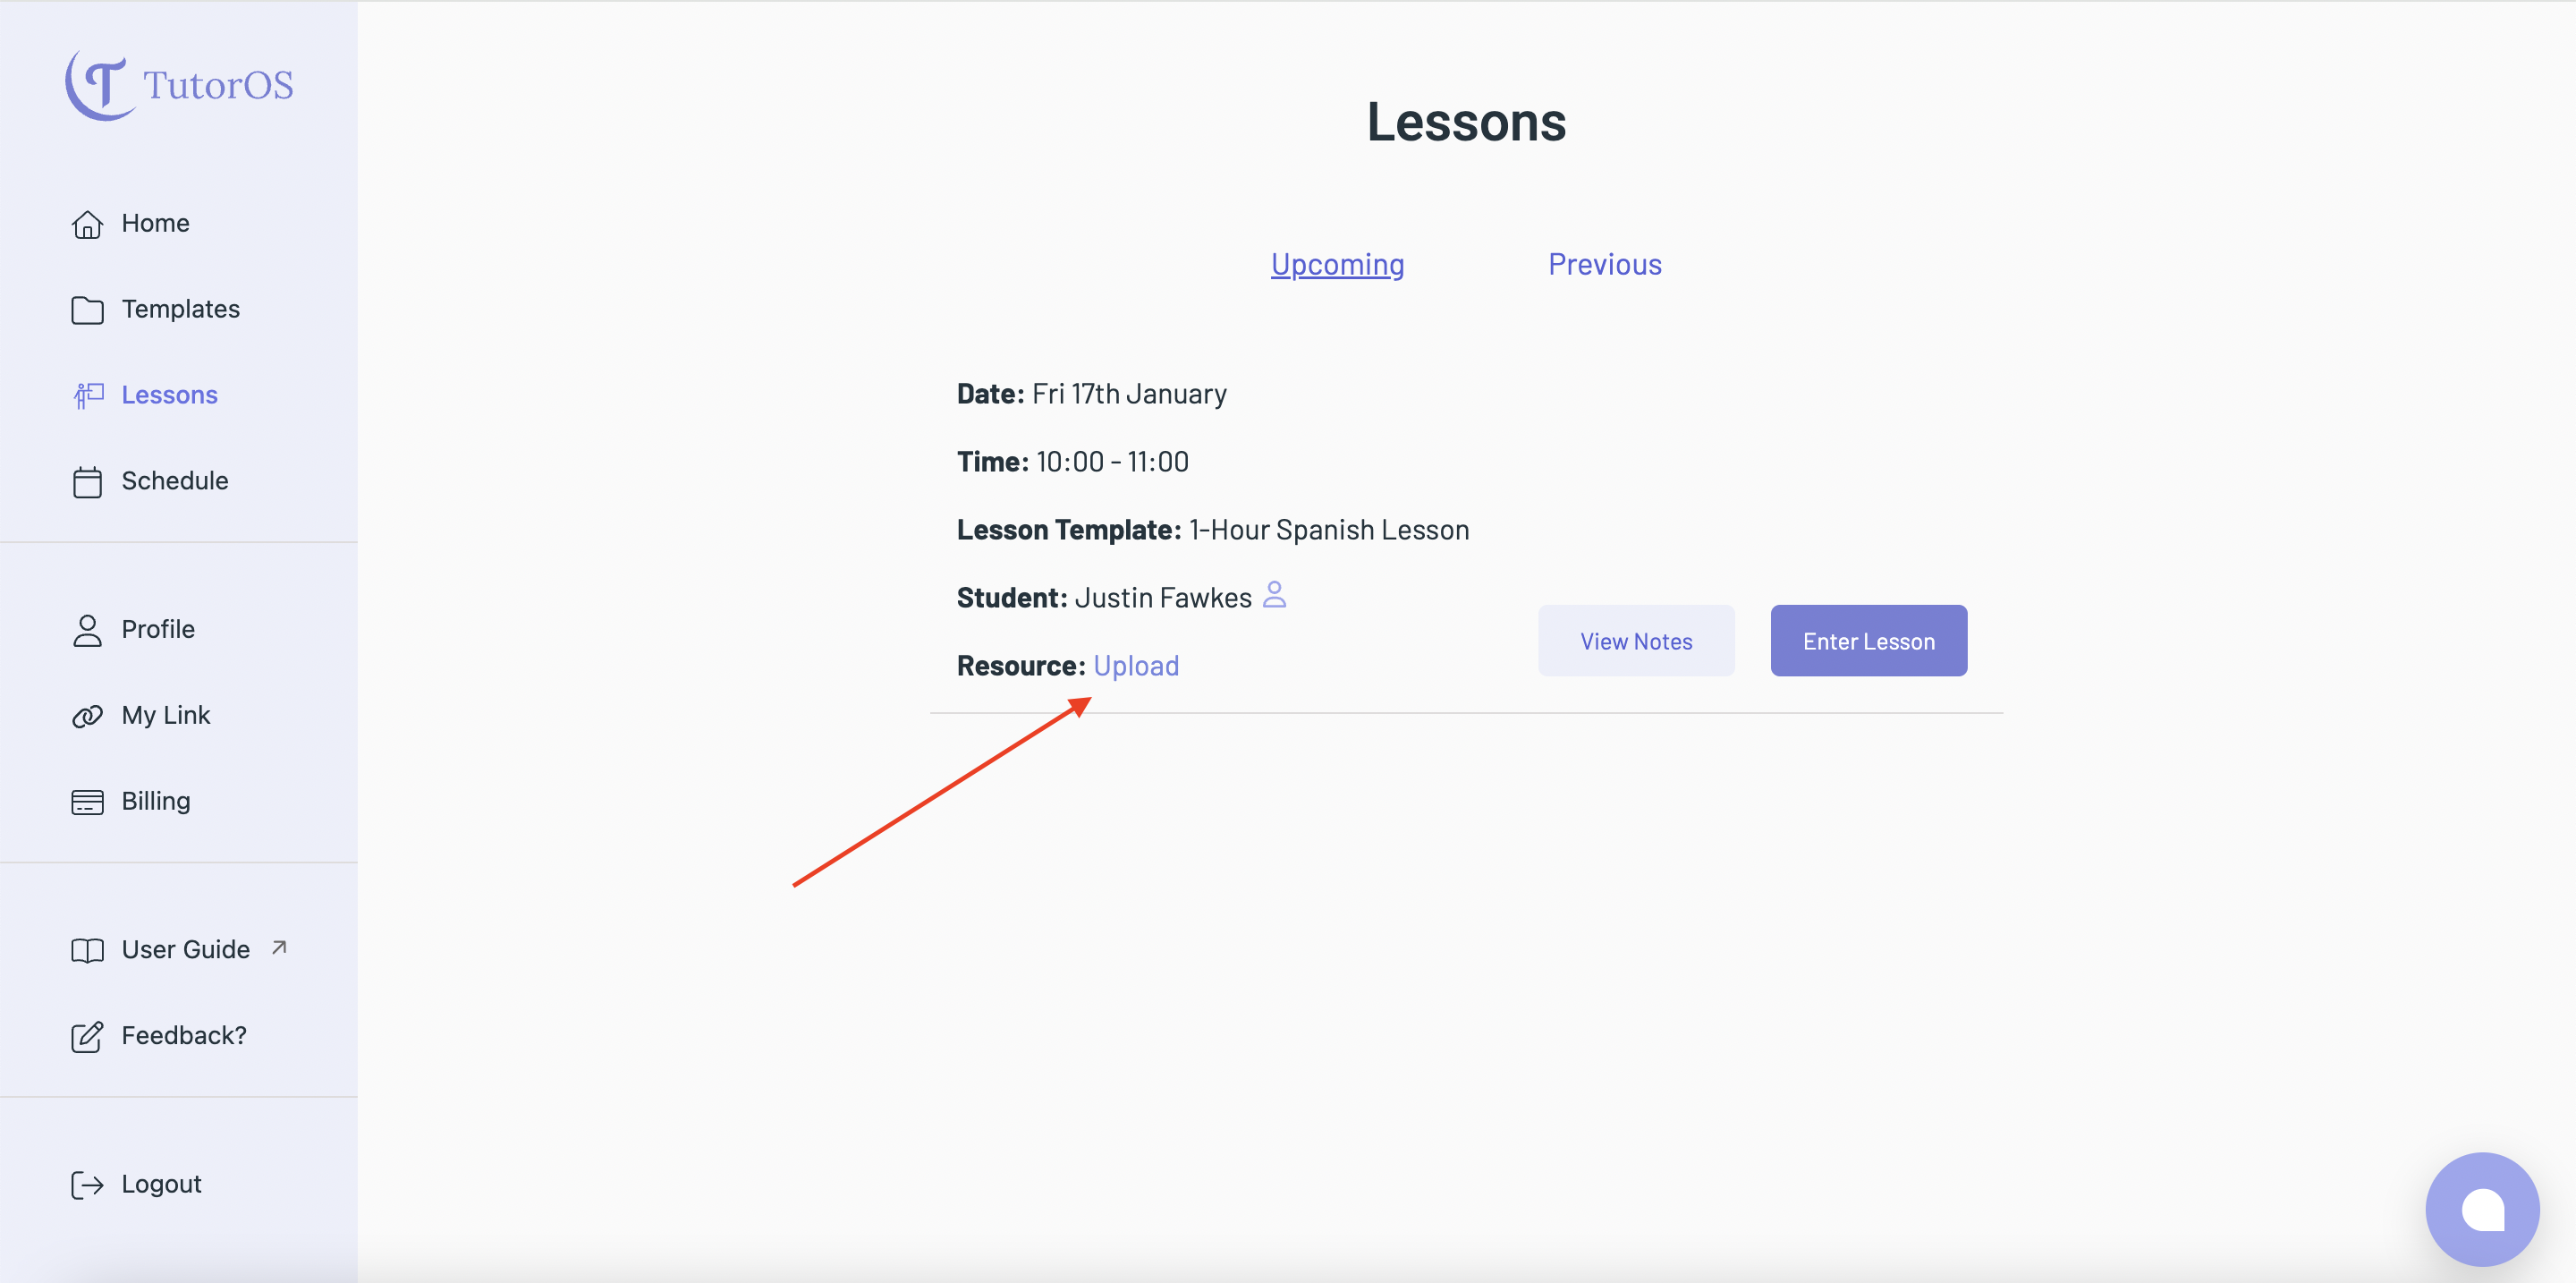 TutorOS
Home
Templates
Lessons
Schedule
Profile
My Link
Billing
User Guide
Feedback?
Logout
Lessons
Upcoming Previous
Date: Fri 17th January
Time: 10:00 - 11:00
Lesson Template: 1-Hour Spanish Lesson
Student: Justin Fawkes
Resource: Upload
View Notes Enter Lesson